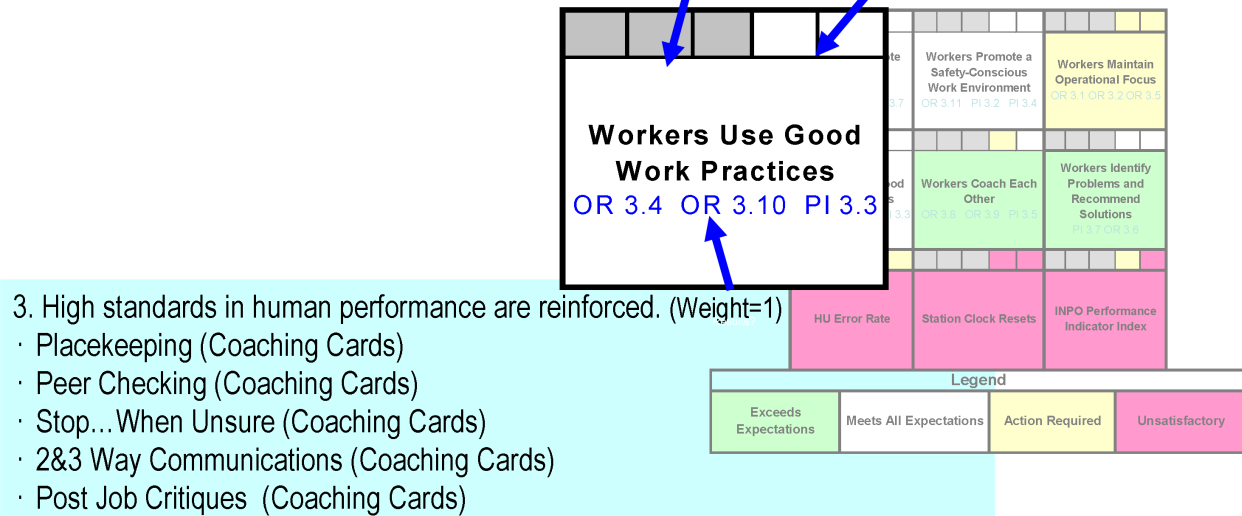 Workers Use Good
Work Practices
OR 3.4 OR 3.10 PI 3.3
3.7
Workers Promote a
Safety-Conscious
Work Environment
OR 3.11 PI 3.2 PI 3.4
Workers Maintain
Operational Focus
OR 3.1 OR 3.2 OR 3.5
Workers Coach Each
Other
OR 3.8 OR 3.9 PI 3.5
Workers Identify
Problems and
Recommend
Solutions
PI 3.7 OR 3.6
HU Error Rate
Station Clock Resets
INPO Performance
Indicator Index
3. High standards in human performance are reinforced. (Weight=1)
· Placekeeping (Coaching Cards)
· Peer Checking (Coaching Cards)
· Stop...When Unsure (Coaching Cards)
· 2&3 Way Communications (Coaching Cards)
· Post Job Critiques (Coaching Cards)
Legend
Exceeds
Expectations
Meets All Expectations
Action Required
Unsatisfactory